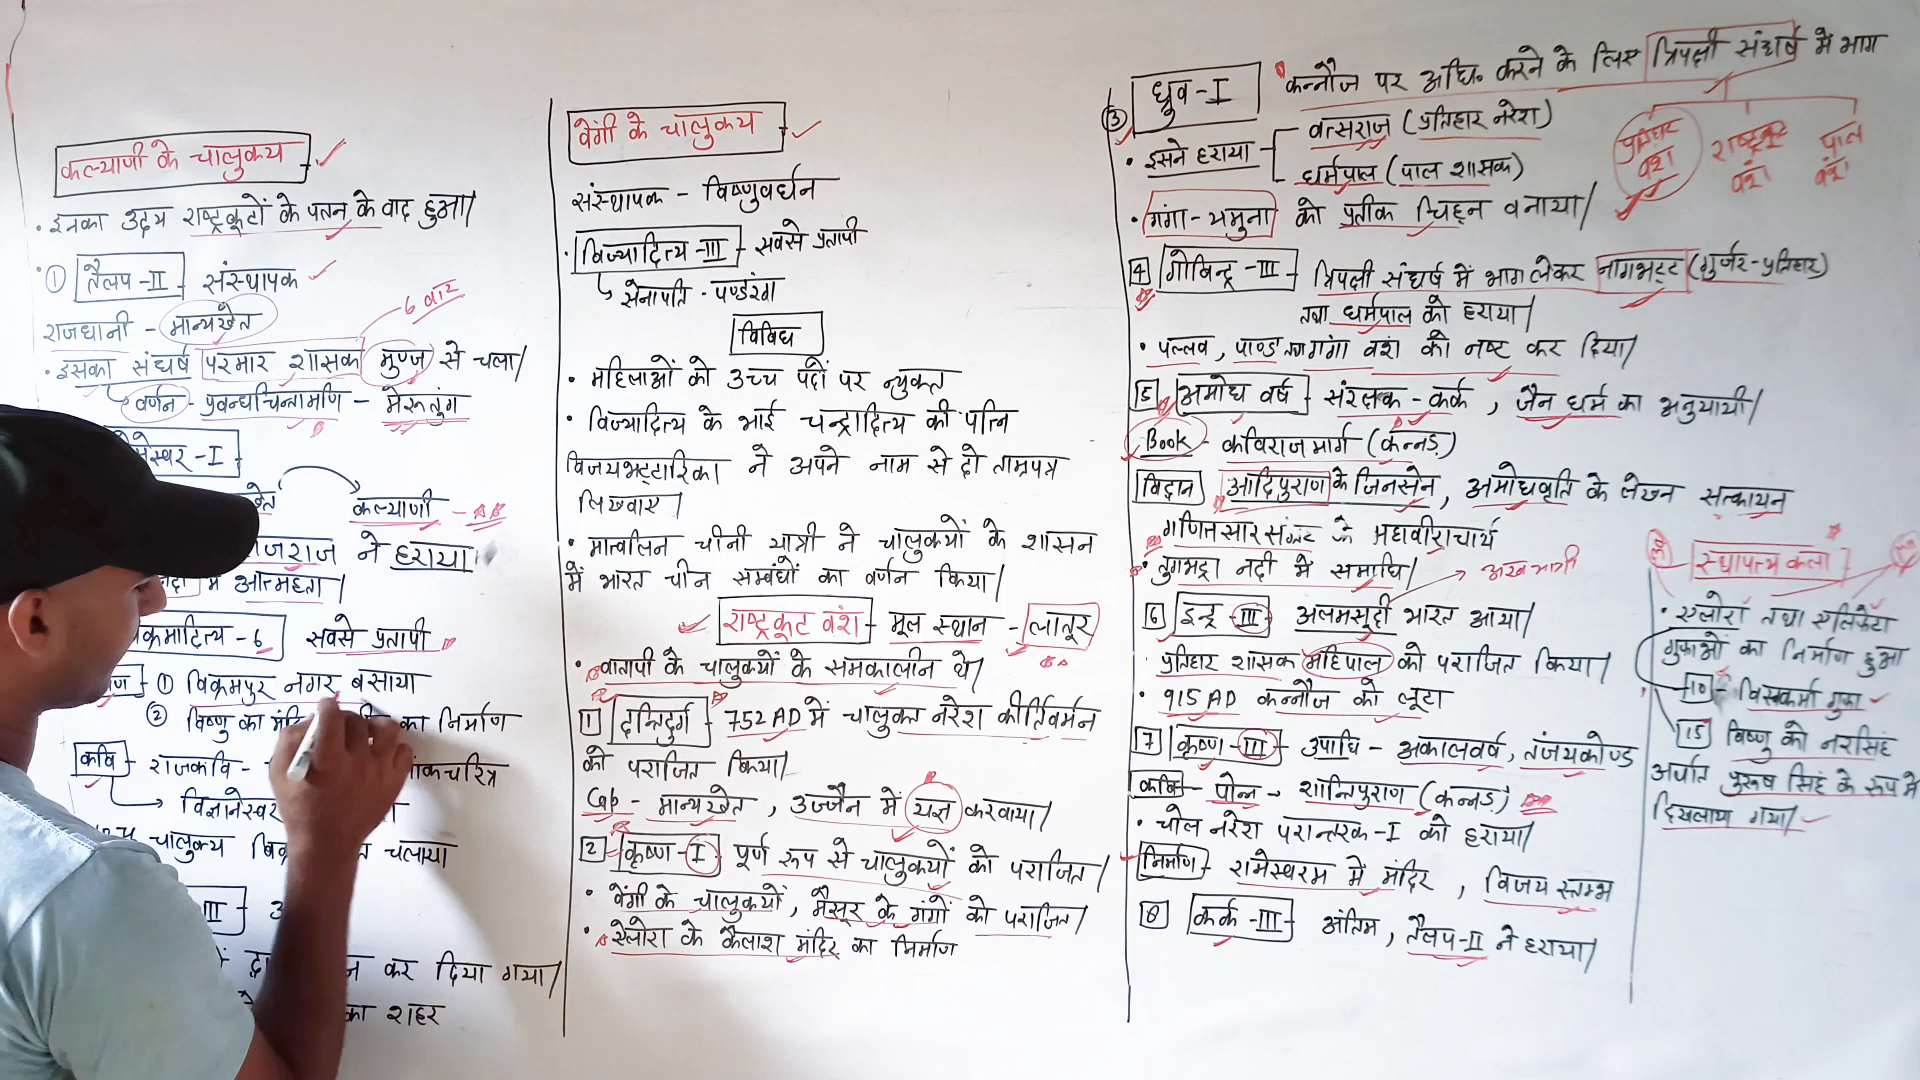 कल्याणी के चालुक्य
• इनका उदय राष्ट्रकूटों के पतन के बाद हुआ।
① तैलप-II संस्थापक
राजधानी - मान्यखेत
6 बार
• इसका संघर्ष परमार शासक मुण्ज से चला।
वर्णन - प्रबन्धचिन्तामणि - मेरूतुंग
मेस्वर-I
कल्याणी
जराज ने हराया
में आत्महत्या।
क्रमादित्य-6 सबसे प्रतापी
① विक्रमपुर नगर बसाया
② विष्णु का मंदि का निर्माण
कवि - राजकवि - ांकचरित्र
विज्ञानेस्वर
चालुक्य विक्र चलाया
III
न कर दिया गया।
का शहर
वेंगी के चालुक्य
संस्थापक - विष्णुवर्धन
• विज्यादित्य-III - सबसे प्रतापी
सेनापति - पण्डरंग
विविध
• महिलाओं को उच्च पदों पर न्युक्त
• विज्यादित्य के भाई चन्द्रादित्य की पत्नि
विजयभट्टारिका ने अपने नाम से दो ताम्रपत्र
लिखवाए।
• मात्वलिन चीनी यात्री ने चालुक्यों के शासन
में भारत चीन सम्बंधों का वर्णन किया।
राष्ट्रकूट वंश - मूल स्थान - लातूर
• वातापी के चालुक्यों के समकालीन थे।
1 दन्तिदुर्ग - 752 AD में चालुक्त नरेश कीर्तिवर्मन
को पराजित किया।
Cap - मान्यखेत, उज्जैन में यज्ञ करवाया।
2 कृष्ण-I पूर्ण रूप से चालुक्यों को पराजित।
• वेंगी के चालुक्यों, मैसूर के गंगों को पराजित।
• ऐलोरा के कैलाश मंदिर का निर्माण
③ ध्रुव-I कन्नौज पर अधि० करने के लिए त्रिपक्षी संघर्ष में भाग
• इसने हराया - वत्सराज (प्रतिहार नरेश)
धर्मपाल (पाल शासक)
प्रतिहार वंश राष्ट्रकूट वंश पाल वंश
• गंगा-यमुना को प्रतीक चिह्न बनाया।
4 गोबिन्द्र-III - त्रिपक्षी संघर्ष में भाग लेकर नागभट्ट (गुर्जर-प्रतिहार)
तथा धर्मपाल को हराया।
• पल्लव, पाण्ड तथा गंगा वंश को नष्ट कर दिया।
5 अमोघ वर्ष - संरक्षक - कर्क, जैन धर्म का अनुयायी।
Book - कविराजमार्ग (कन्नड़)
विद्वान आदिपुराण के जिनसेन, अमोघवृति के लेखन सत्कायन
गणितसार संग्रह के महावीराचार्य
• तुगभद्रा नदी में समाधि।
अरब यात्री
6 इन्द्र-III अलमसूदी भारत आया।
प्रतिहार शासक महिपाल को पराजित किया।
• 915 AD कन्नौज को लूटा
7 कृष्ण-III - उपाधि - अकालवर्ष, तंजयकोण्ड
कवि - पोन्न - शान्तिपुराण (कन्नड़)
• चोल नरेश परान्तक-I को हराया।
निर्माण - रामेस्वरम में मंदिर, विजय स्तम्भ
8 कर्क-III - अंतिम, तैलप-II ने हराया।
स्थापत्य कला
• एलोरा तथा एलिफेंटा
गुफाओं का निर्माण हुआ
10 - विस्वकर्मा गुफा
15 विष्णु को नरसिंह
अर्थात पुरूष सिंह के रूप में
दिखलाया गया।